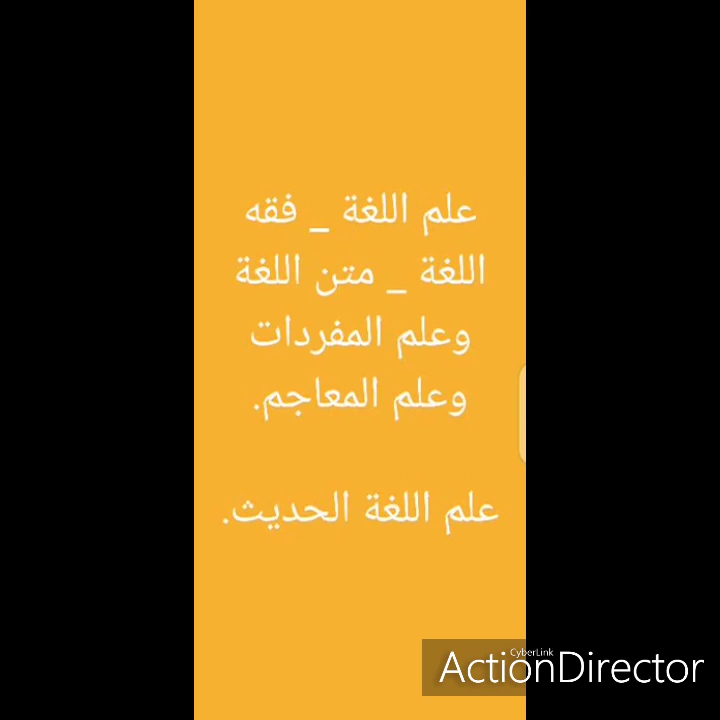 علم اللغة _ فقه
اللغة _ متن اللغة
وعلم المفردات
وعلم المعاجم.
علم اللغة الحديث.
CyberLink
ActionDirector